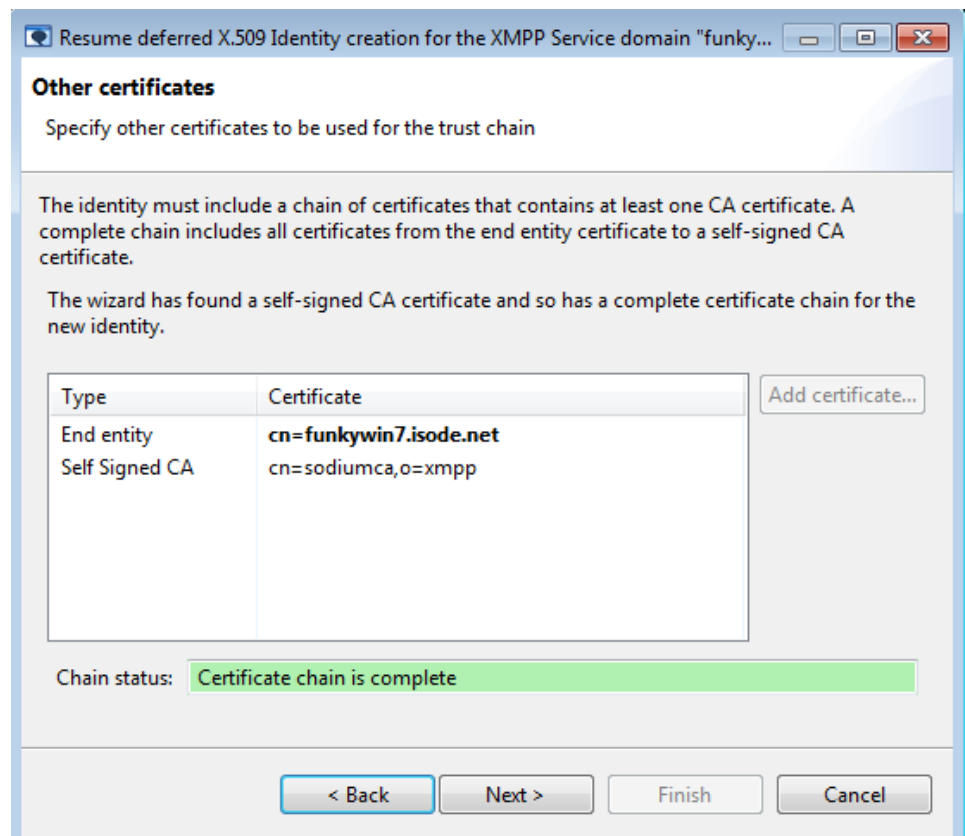 Resume deferred X.509 Identity creation for the XMPP Service domain "funky...
Other certificates
Specify other certificates to be used for the trust chain
The identity must include a chain of certificates that contains at least one CA certificate. A
complete chain includes all certificates from the end entity certificate to a self-signed CA
certificate.
The wizard has found a self-signed CA certificate and so has a complete certificate chain for the
new identity.
Type Certificate Add certificate...
End entity cn=funkywin7.isode.net
Self Signed CA cn=sodiumca,o=xmpp
Chain status: Certificate chain is complete
< Back Next > Finish Cancel